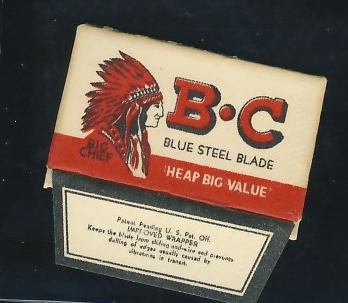 B·C
BLUE STEEL BLADE
BIG
CHIEF
"HEAP BIG VALUE"
Patent Pending U. S. Pat. Off.
IMPROVED WRAPPER
Keeps the blade from sliding endwise and prevents
dulling of edges usually caused by
vibrations in transit.